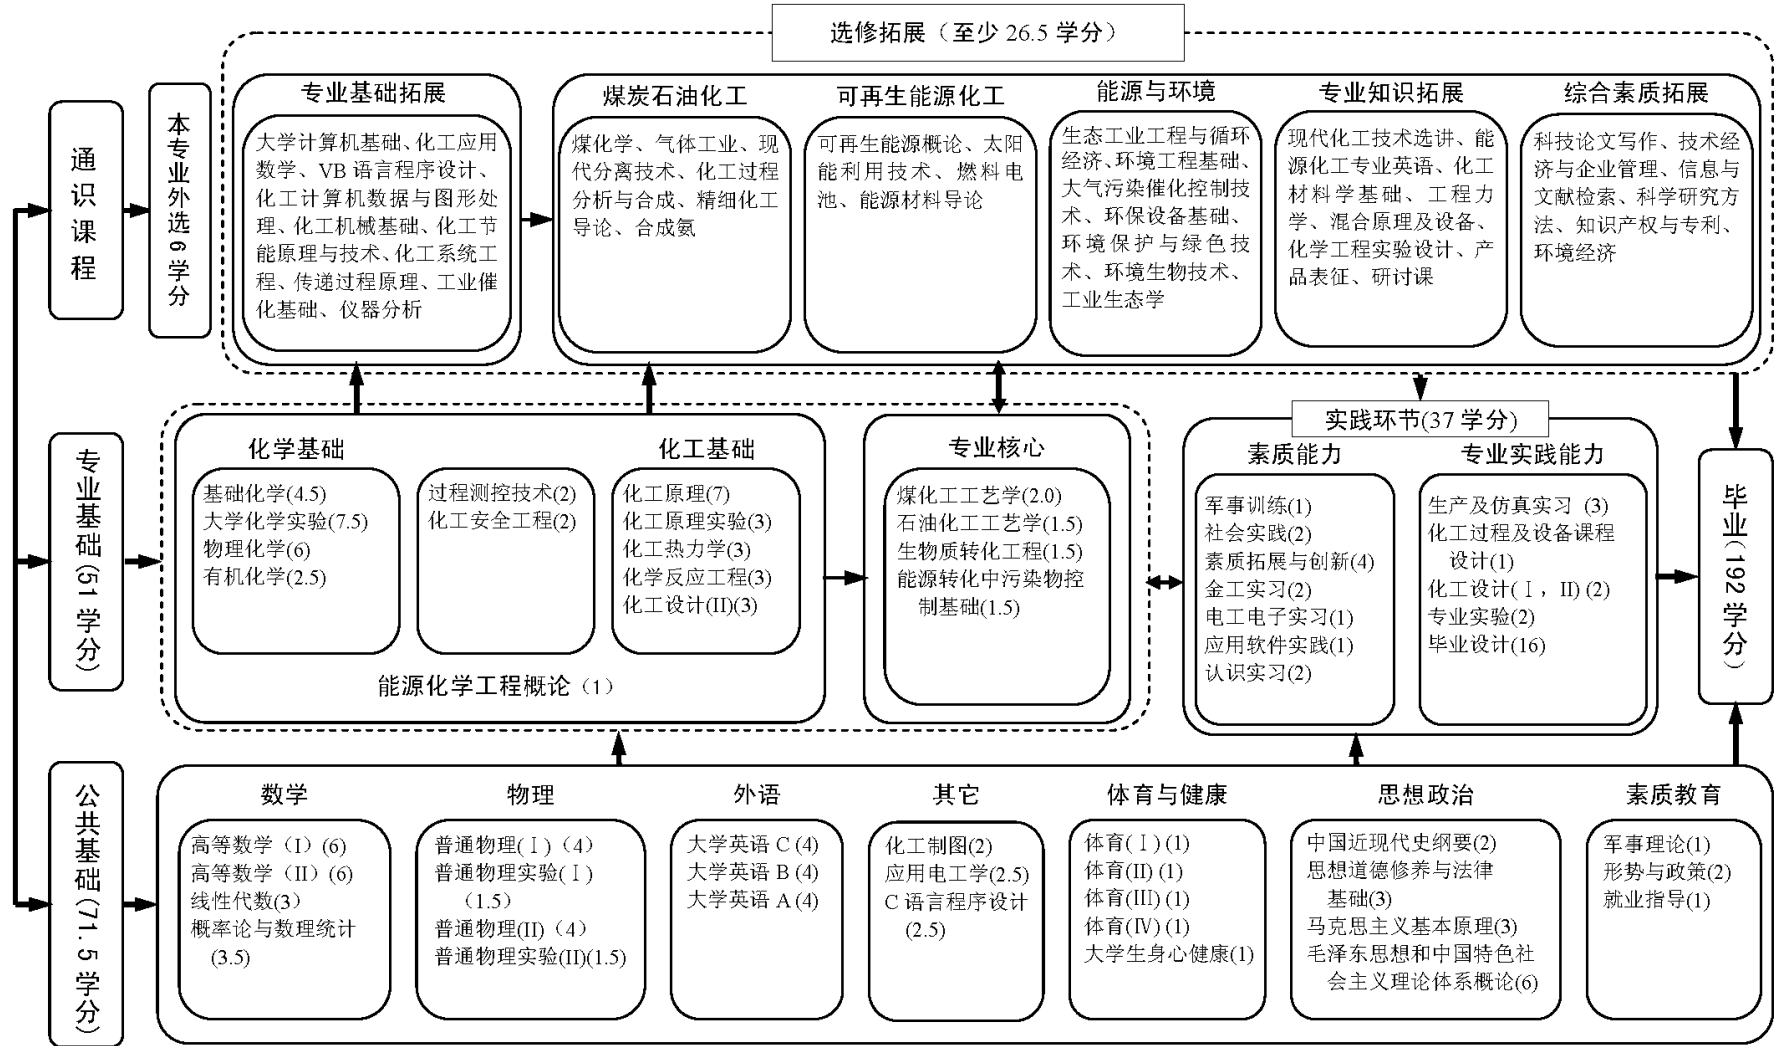 选修拓展（至少 26.5 学分）
通识课程
本专业外选6学分
专业基础拓展
大学计算机基础、化工应用
数学、VB 语言程序设计、
化工计算机数据与图形处
理、化工机械基础、化工节
能原理与技术、化工系统工
程、传递过程原理、工业催
化基础、仪器分析
煤炭石油化工
煤化学、气体工业、现
代分离技术、化工过程
分析与合成、精细化工
导论、合成氨
可再生能源化工
可再生能源概论、太阳
能利用技术、燃料电
池、能源材料导论
能源与环境
生态工业工程与循环
经济、环境工程基础、
大气污染催化控制技
术、环保设备基础、
环境保护与绿色技
术、环境生物技术、
工业生态学
专业知识拓展
现代化工技术选讲、能
源化工专业英语、化工
材料学基础、工程力
学、混合原理及设备、
化学工程实验设计、产
品表征、研讨课
综合素质拓展
科技论文写作、技术经
济与企业管理、信息与
文献检索、科学研究方
法、知识产权与专利、
环境经济
专业基础(51 学分)
化学基础
基础化学(4.5)
大学化学实验(7.5)
物理化学(6)
有机化学(2.5)
过程测控技术(2)
化工安全工程(2)
化工基础
化工原理(7)
化工原理实验(3)
化工热力学(3)
化学反应工程(3)
化工设计(II)(3)
能源化学工程概论（1）
专业核心
煤化工工艺学(2.0)
石油化工工艺学(1.5)
生物质转化工程(1.5)
能源转化中污染物控
制基础(1.5)
实践环节(37 学分)
素质能力
军事训练(1)
社会实践(2)
素质拓展与创新(4)
金工实习(2)
电工电子实习(1)
应用软件实践(1)
认识实习(2)
专业实践能力
生产及仿真实习 (3)
化工过程及设备课程
设计(1)
化工设计(Ⅰ，II) (2)
专业实验(2)
毕业设计(16)
毕业(192 学分)
公共基础(71.5 学分)
数学
高等数学（I）(6)
高等数学（II）(6)
线性代数(3)
概率论与数理统计
(3.5)
物理
普通物理(Ⅰ)（4）
普通物理实验(Ⅰ)
（1.5）
普通物理(II)（4）
普通物理实验(II)(1.5)
外语
大学英语 C (4)
大学英语 B (4)
大学英语 A (4)
其它
化工制图(2)
应用电工学(2.5)
C 语言程序设计
(2.5)
体育与健康
体育(Ⅰ) (1)
体育(II) (1)
体育(III) (1)
体育(Ⅳ) (1)
大学生身心健康(1)
思想政治
中国近现代史纲要(2)
思想道德修养与法律
基础(3)
马克思主义基本原理(3)
毛泽东思想和中国特色社
会主义理论体系概论(6)
素质教育
军事理论(1)
形势与政策(2)
就业指导(1)